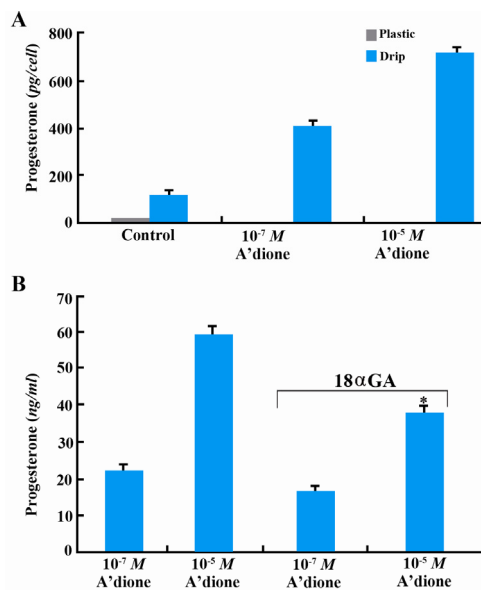 A
800
600
400
200
0
Progesterone (pg/cell)
Plastic
Drip
Control
10⁻⁷ M
A’dione
10⁻⁵ M
A’dione
B
70
60
50
40
30
20
10
0
Progesterone (ng/ml)
18αGA
*
10⁻⁷ M
A’dione
10⁻⁵ M
A’dione
10⁻⁷ M
A’dione
10⁻⁵ M
A’dione